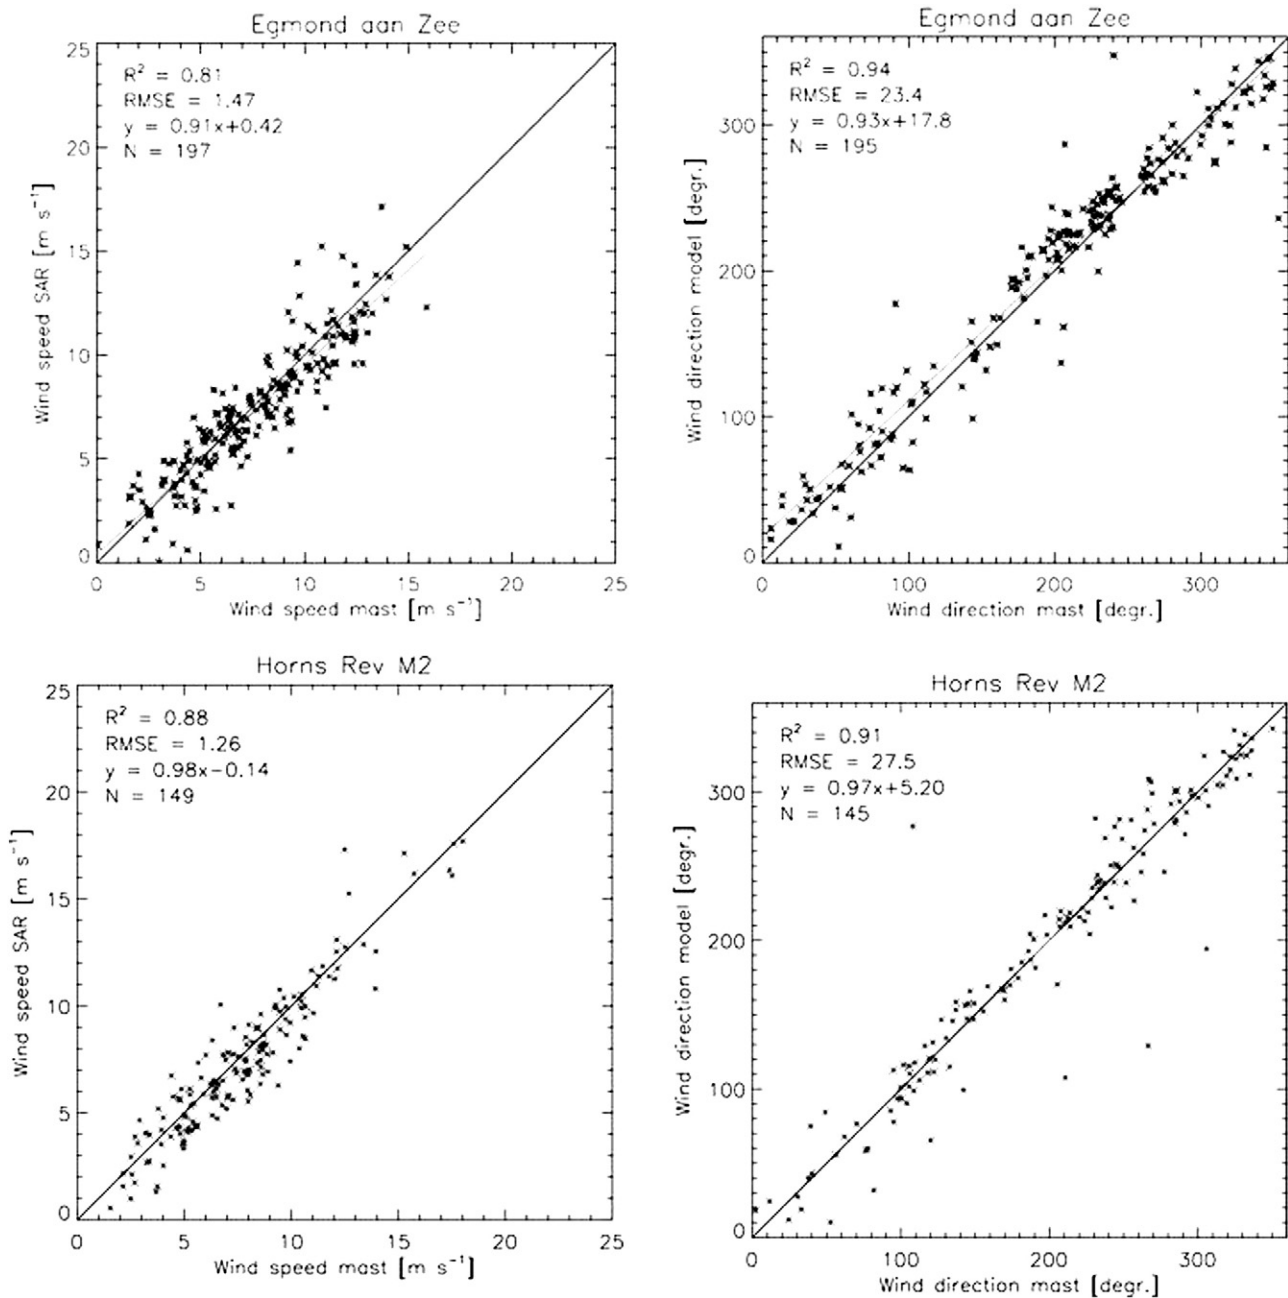 Egmond aan Zee
R² = 0.81
RMSE = 1.47
y = 0.91x+0.42
N = 197
25
20
15
10
5
0
Wind speed SAR [m s⁻¹]
0 5 10 15 20 25
Wind speed mast [m s⁻¹]
Egmond aan Zee
R² = 0.94
RMSE = 23.4
y = 0.93x+17.8
N = 195
300
200
100
0
Wind direction model [degr.]
0 100 200 300
Wind direction mast [degr.]
Horns Rev M2
R² = 0.88
RMSE = 1.26
y = 0.98x−0.14
N = 149
25
20
15
10
5
0
Wind speed SAR [m s⁻¹]
0 5 10 15 20 25
Wind speed mast [m s⁻¹]
Horns Rev M2
R² = 0.91
RMSE = 27.5
y = 0.97x+5.20
N = 145
300
200
100
0
Wind direction model [degr.]
0 100 200 300
Wind direction mast [degr.]